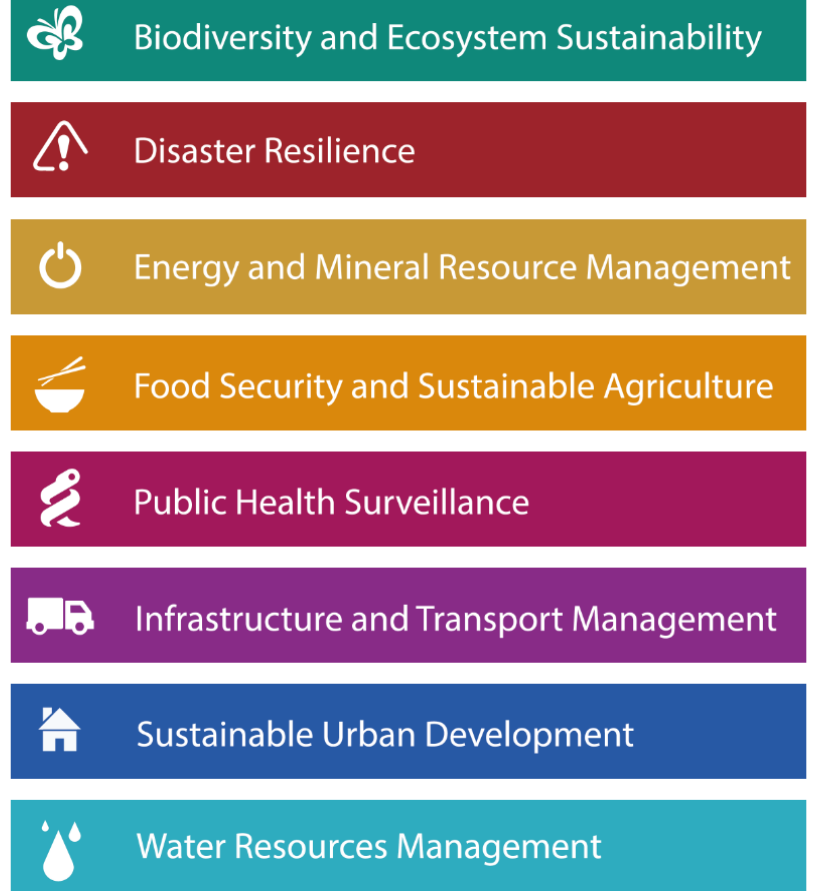 Biodiversity and Ecosystem Sustainability
Disaster Resilience
Energy and Mineral Resource Management
Food Security and Sustainable Agriculture
Public Health Surveillance
Infrastructure and Transport Management
Sustainable Urban Development
Water Resources Management